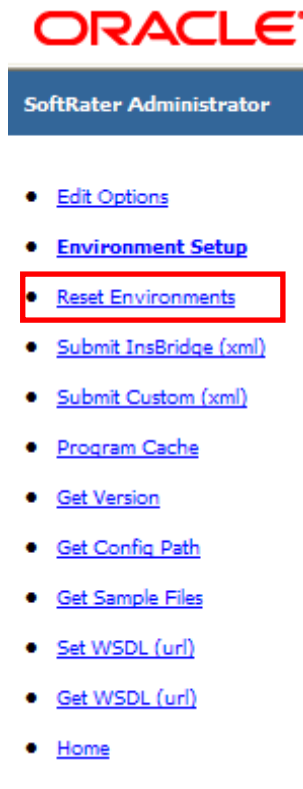 ORACLE
SoftRater Administrator
Edit Options
Environment Setup
Reset Environments
Submit InsBridge (xml)
Submit Custom (xml)
Program Cache
Get Version
Get Config Path
Get Sample Files
Set WSDL (url)
Get WSDL (url)
Home